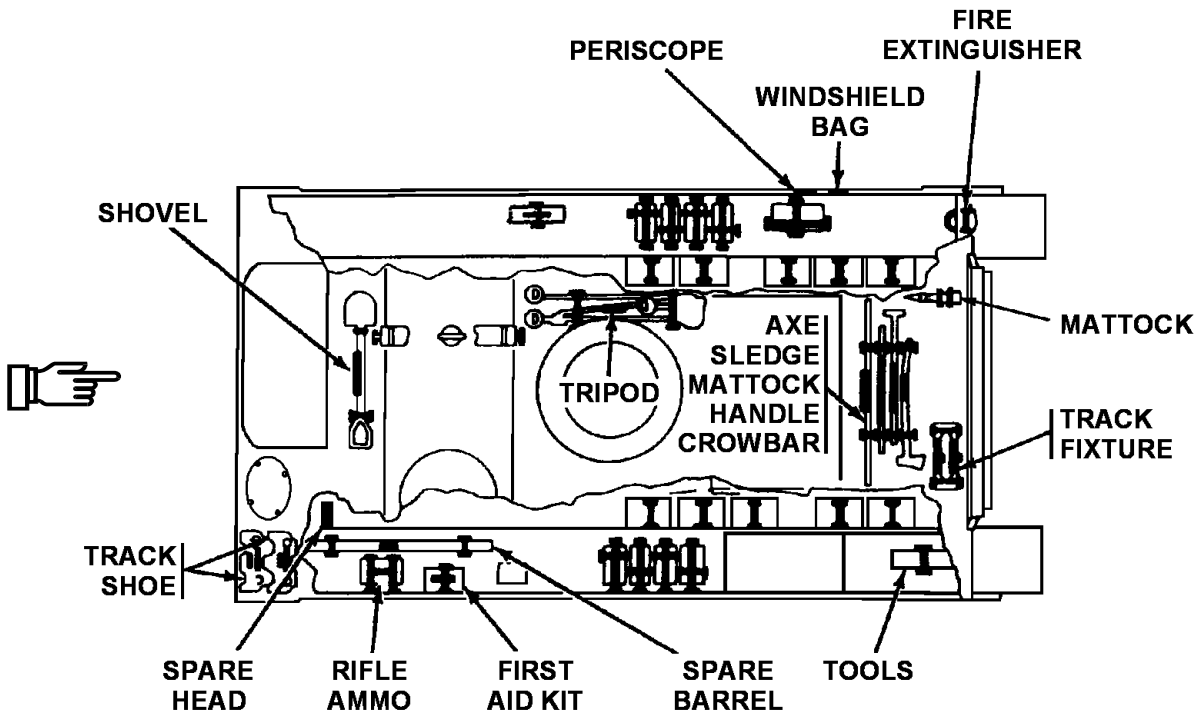 FIRE
EXTINGUISHER
PERISCOPE
WINDSHIELD
BAG
SHOVEL
D
D
D
MATTOCK
TRIPOD
AXE
SLEDGE
MATTOCK
HANDLE
CROWBAR
TRACK
FIXTURE
TRACK
SHOE
SPARE
HEAD
RIFLE
AMMO
FIRST
AID KIT
SPARE
BARREL
TOOLS